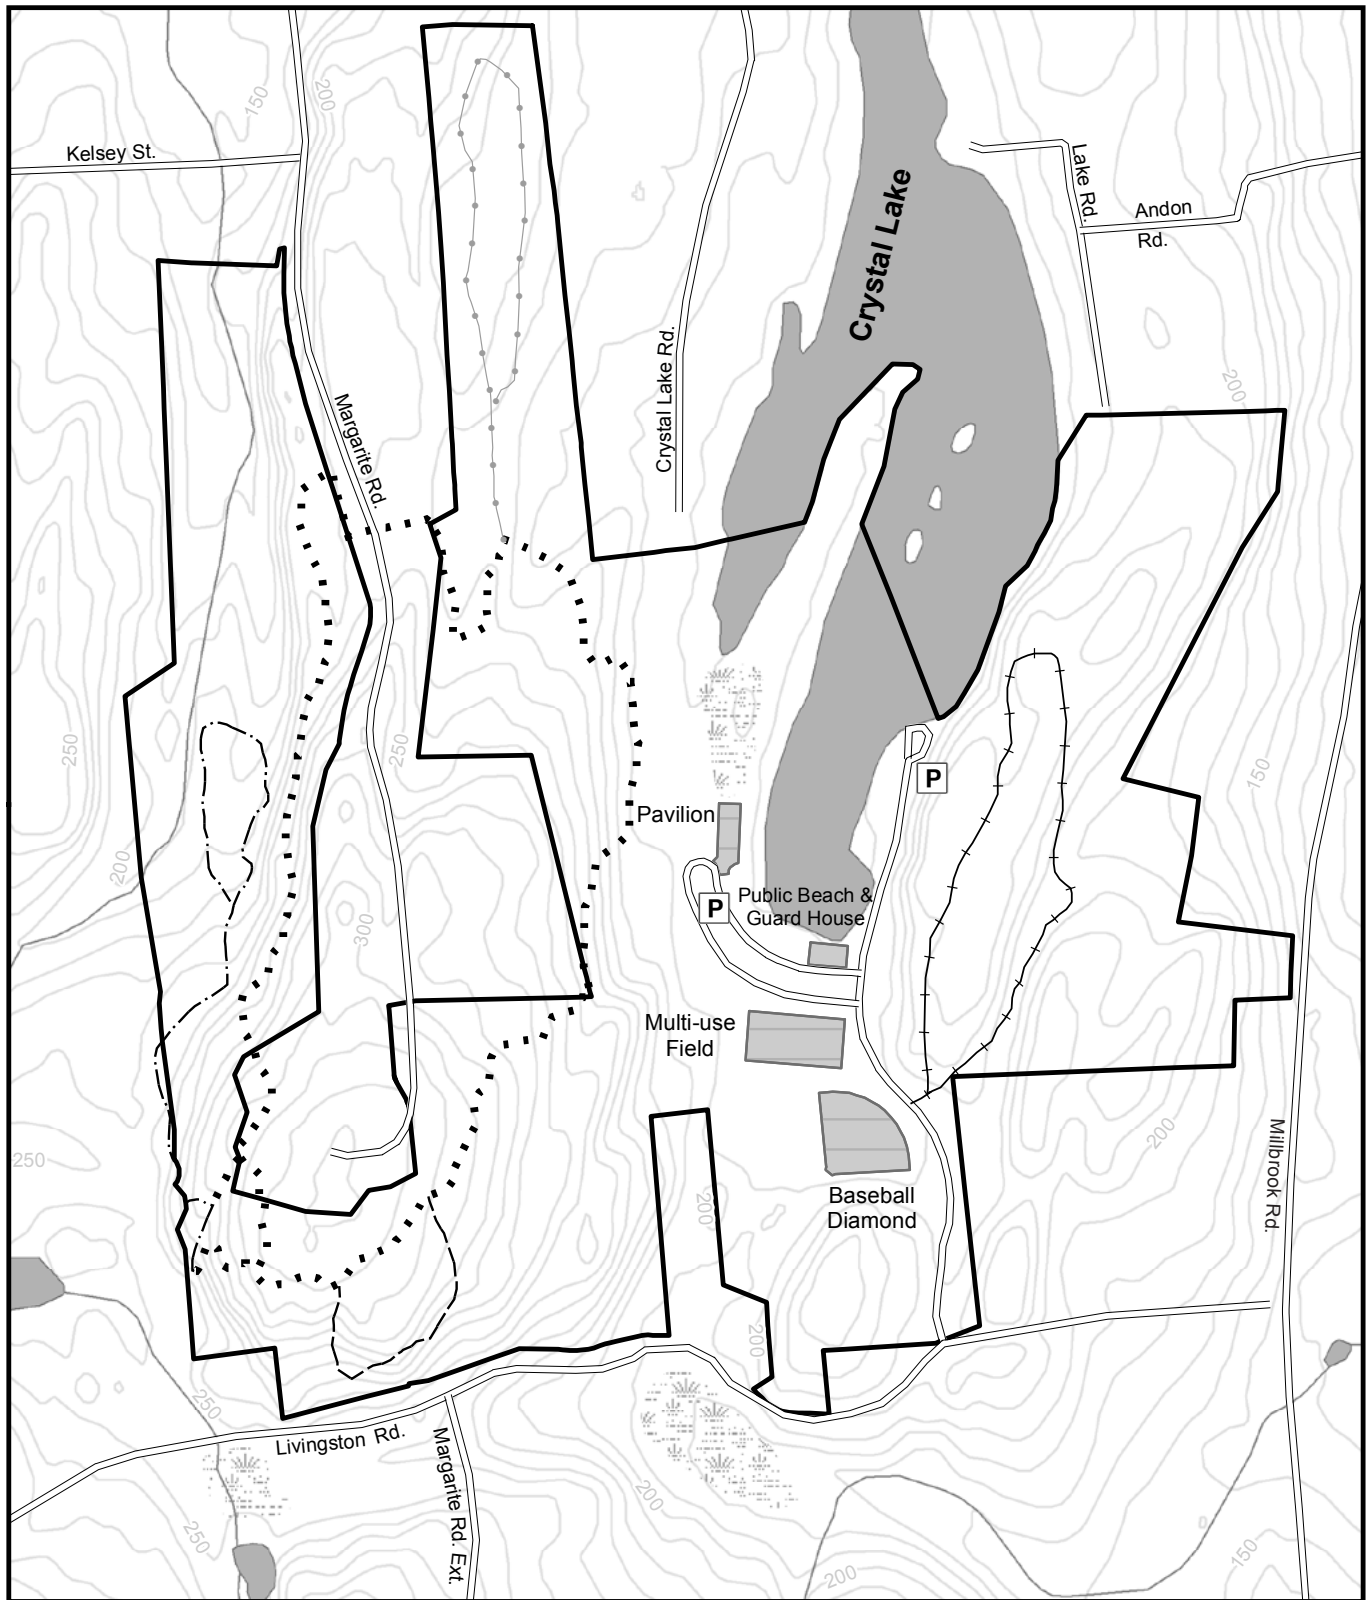 150
200
Kelsey St.
Lake Rd.
Andon
Rd.
Crystal Lake
Crystal Lake Rd.
200
Margarite Rd.
250
250
150
P
Pavilion
200
P
Public Beach &
Guard House
300
Multi-use
Field
200
250
Millbrook Rd.
Baseball
Diamond
200
200
250
Livingston Rd.
Margarite Rd. Ext.
200
250
150
200